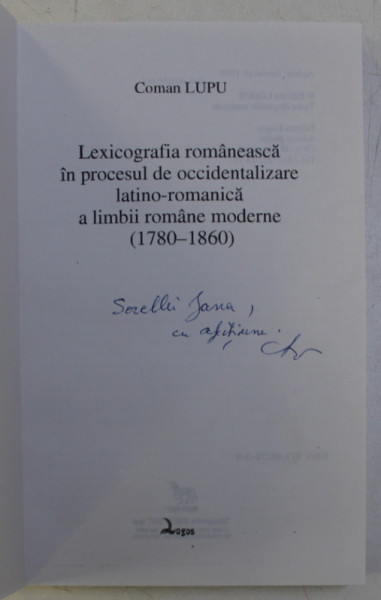 Coman LUPU
Lexicografia românească
în procesul de occidentalizare
latino-romanică
a limbii române moderne
(1780–1860)
Sorellei Jana,
cu afecțiune.
Logos